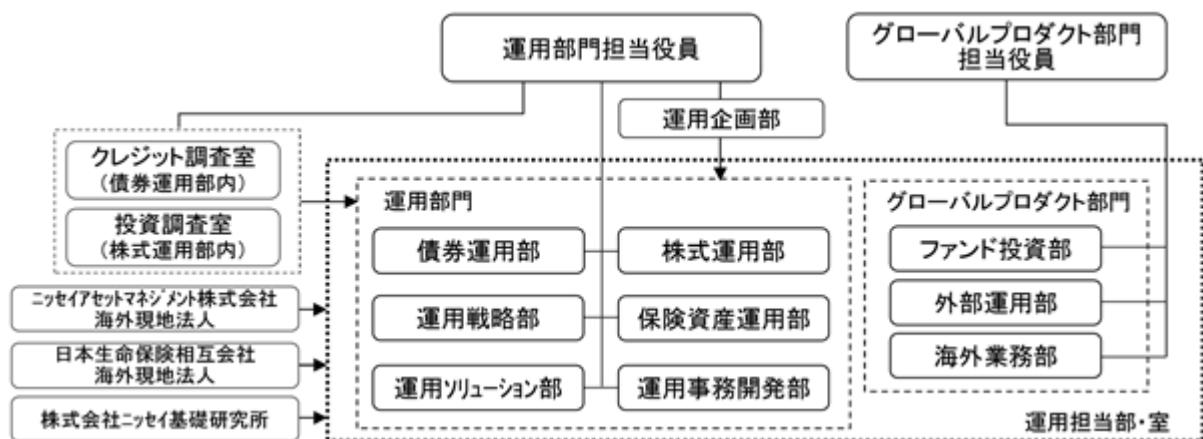 運用部門担当役員
グローバルプロダクト部門
担当役員
運用企画部
クレジット調査室
（債券運用部内）
投資調査室
（株式運用部内）
運用部門
債券運用部
株式運用部
運用戦略部
保険資産運用部
運用ｿﾘｭｰｼｮﾝ部
運用事務開発部
グローバルプロダクト部門
ファンド投資部
外部運用部
海外業務部
ﾆｯｾｲｱｾｯﾄﾏﾈｼﾞﾒﾝﾄ株式会社
海外現地法人
日本生命保険相互会社
海外現地法人
株式会社ﾆｯｾｲ基礎研究所
運用担当部・室